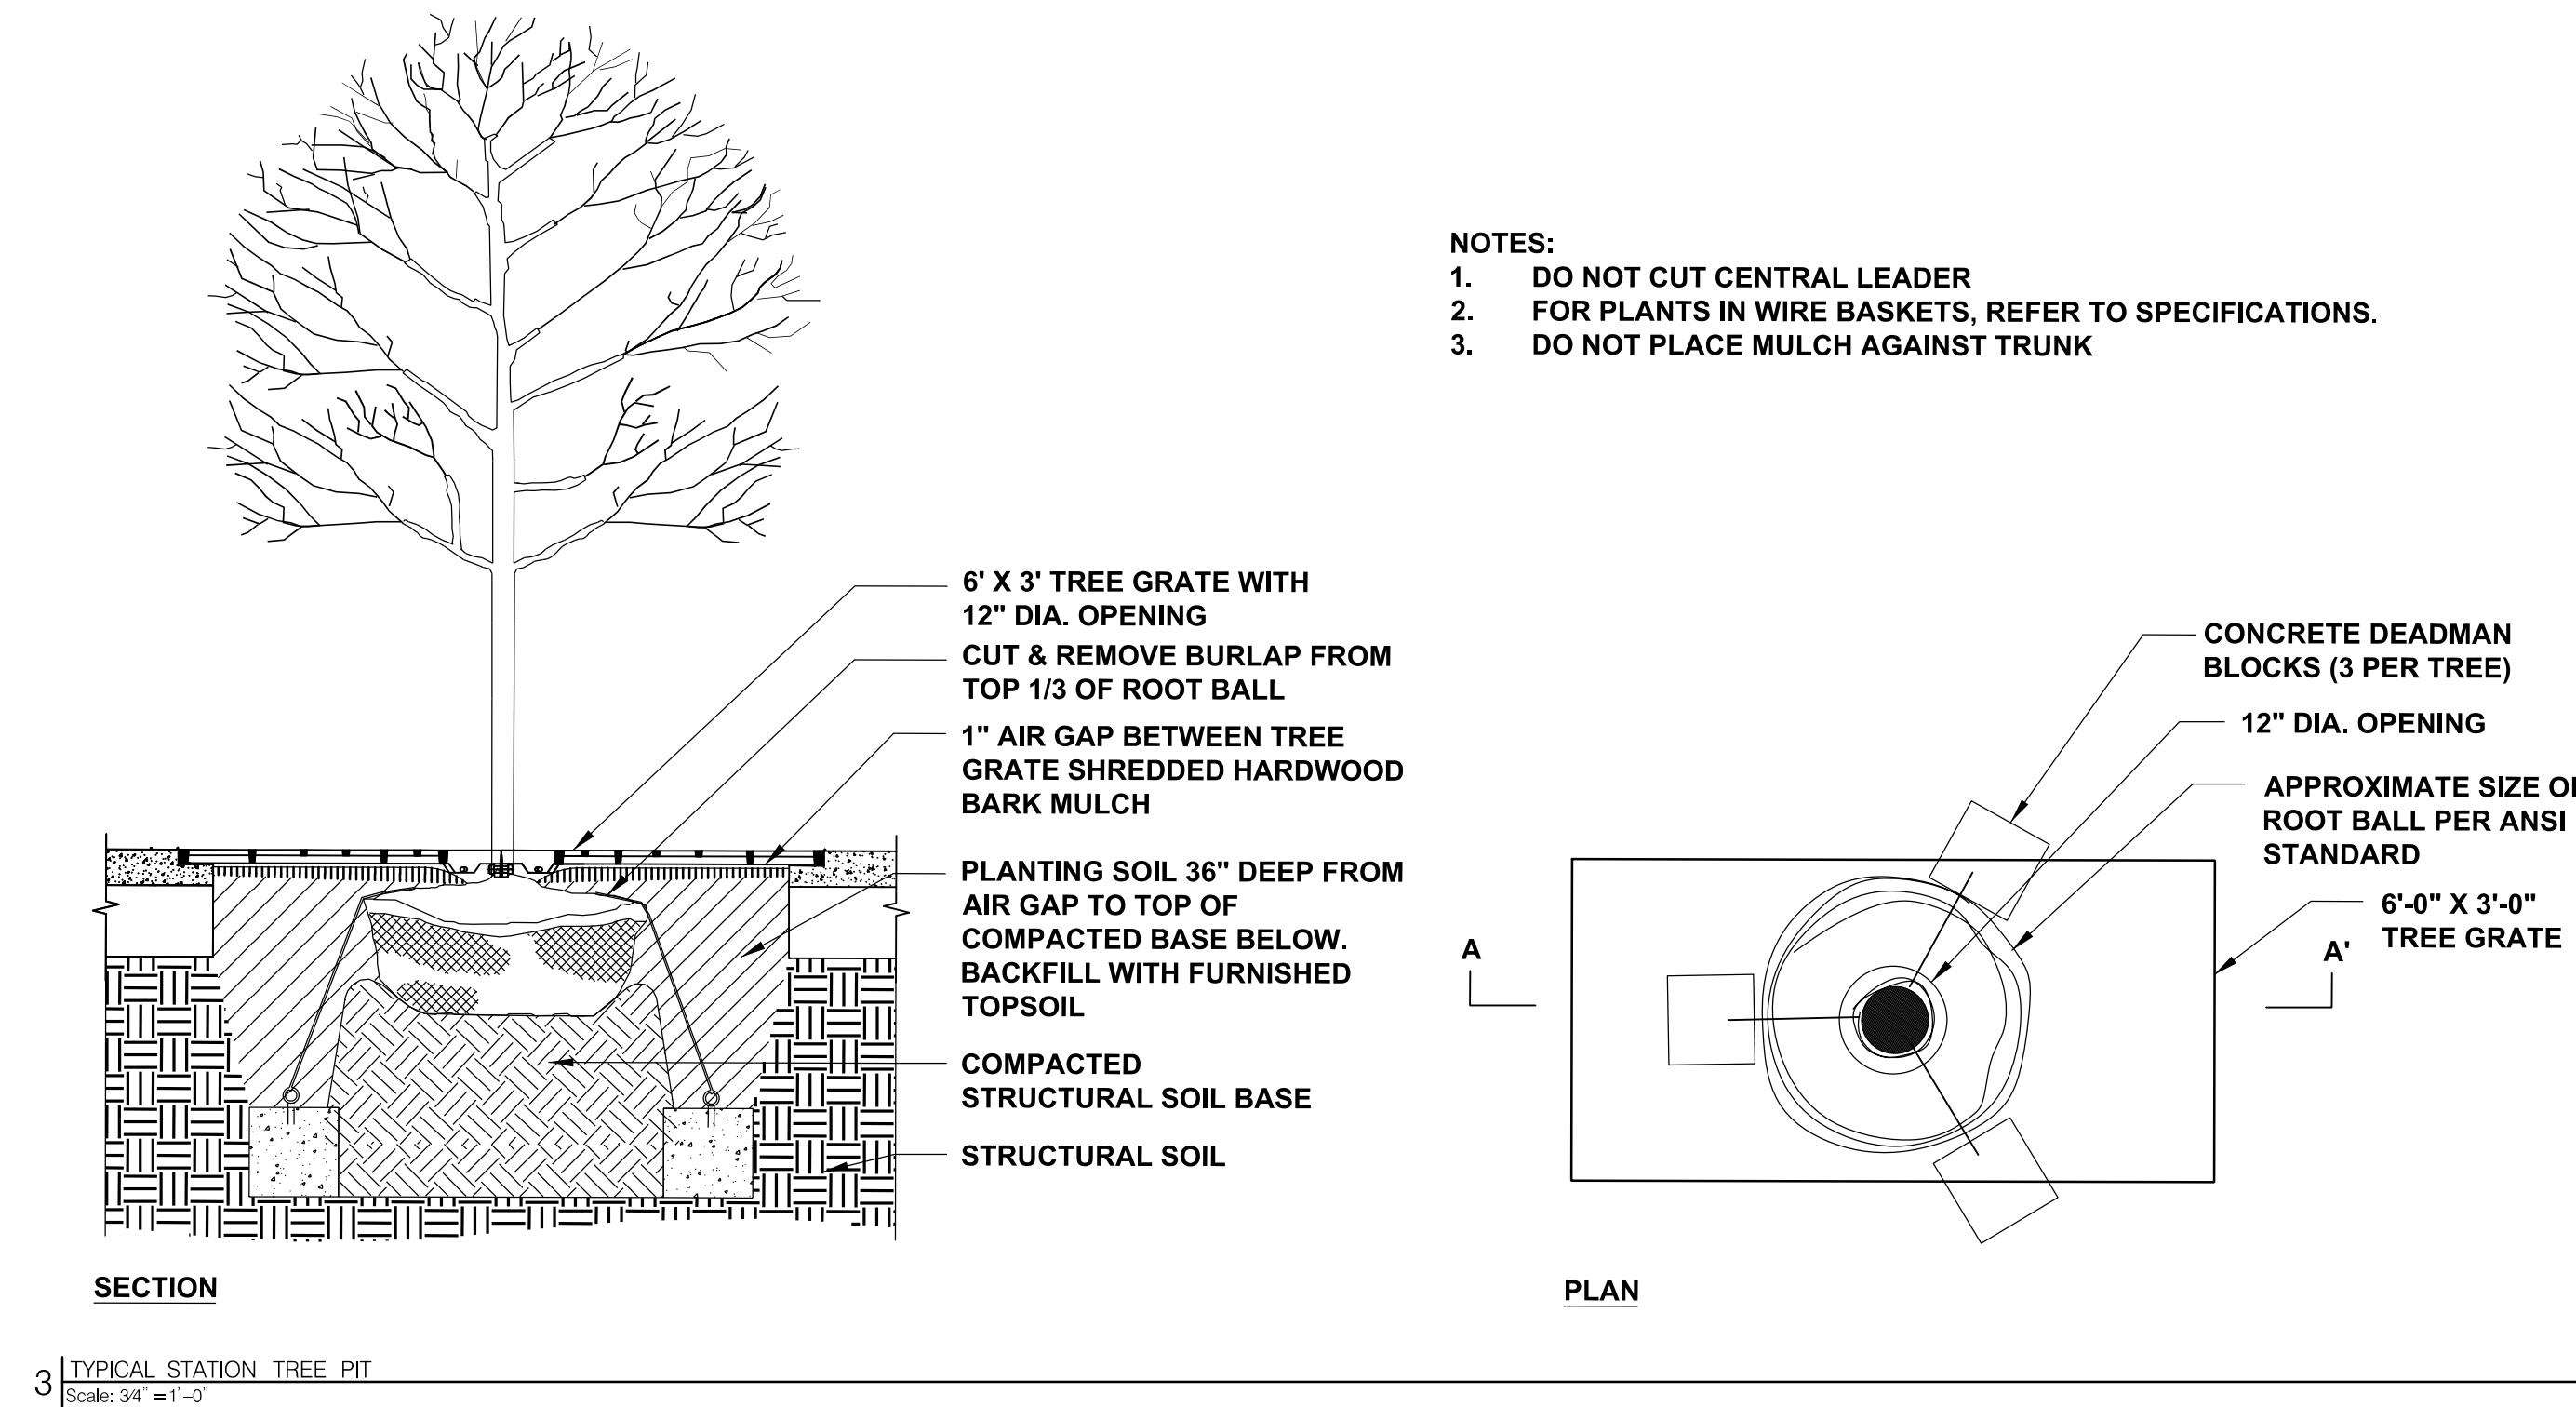 NOTES:
1. DO NOT CUT CENTRAL LEADER
2. FOR PLANTS IN WIRE BASKETS, REFER TO SPECIFICATIONS.
3. DO NOT PLACE MULCH AGAINST TRUNK
6' X 3' TREE GRATE WITH
12" DIA. OPENING
CUT & REMOVE BURLAP FROM
TOP 1/3 OF ROOT BALL
1" AIR GAP BETWEEN TREE
GRATE SHREDDED HARDWOOD
BARK MULCH
PLANTING SOIL 36" DEEP FROM
AIR GAP TO TOP OF
COMPACTED BASE BELOW.
BACKFILL WITH FURNISHED
TOPSOIL
COMPACTED
STRUCTURAL SOIL BASE
STRUCTURAL SOIL
SECTION
CONCRETE DEADMAN
BLOCKS (3 PER TREE)
12" DIA. OPENING
APPROXIMATE SIZE
ROOT BALL PER ANSI
STANDARD
6'-0" X 3'-0"
TREE GRATE
A
A'
PLAN
3
TYPICAL STATION TREE PIT
Scale: 3/4" = 1'-0"